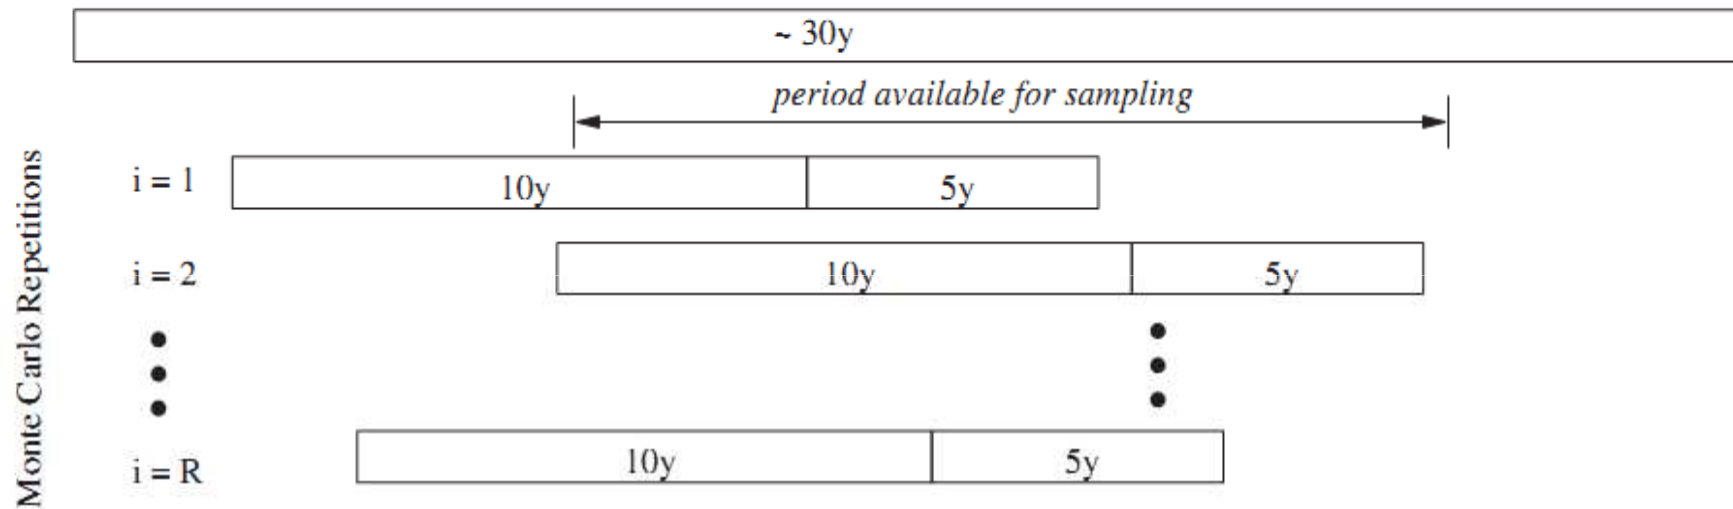 ~ 30y
period available for sampling
Monte Carlo Repetitions
i = 1
10y
5y
i = 2
10y
5y
i = R
10y
5y